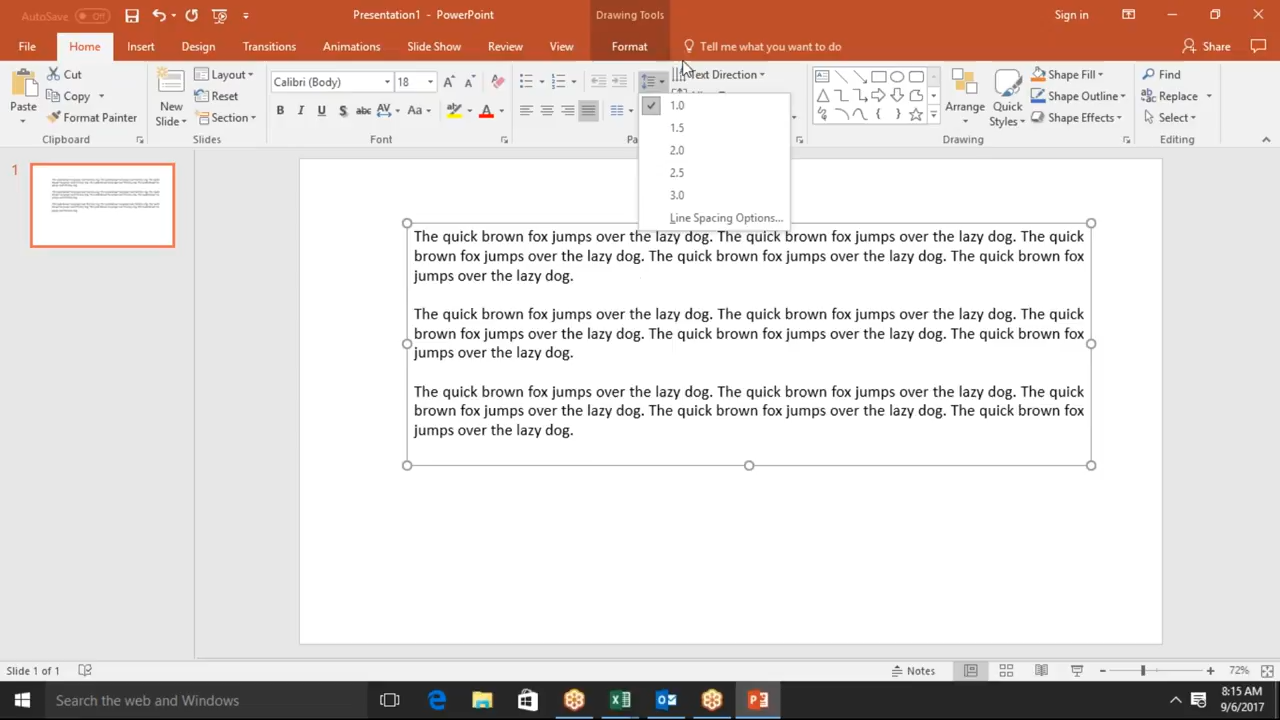 AutoSave Off
Presentation1 - PowerPoint
Drawing Tools
Sign in
File Home Insert Design Transitions Animations Slide Show Review View Format Tell me what you want to do Share
Paste
Cut
Copy
Format Painter
Clipboard
New Slide
Layout
Reset
Section
Slides
Calibri (Body) 18
B I U S abc AV Aa
A
Font
Text Direction
1.0
1.5
2.0
2.5
3.0
Line Spacing Options...
Arrange
Quick Styles
Shape Fill
Shape Outline
Shape Effects
Drawing
Find
Replace
Select
Editing
1
The quick brown fox jumps over the lazy dog. The quick brown fox jumps over the lazy dog. The quick
brown fox jumps over the lazy dog. The quick brown fox jumps over the lazy dog. The quick brown fox
jumps over the lazy dog.
The quick brown fox jumps over the lazy dog. The quick brown fox jumps over the lazy dog. The quick
brown fox jumps over the lazy dog. The quick brown fox jumps over the lazy dog. The quick brown fox
jumps over the lazy dog.
The quick brown fox jumps over the lazy dog. The quick brown fox jumps over the lazy dog. The quick
brown fox jumps over the lazy dog. The quick brown fox jumps over the lazy dog. The quick brown fox
jumps over the lazy dog.
Slide 1 of 1
Notes
72%
Search the web and Windows
8:15 AM
9/6/2017